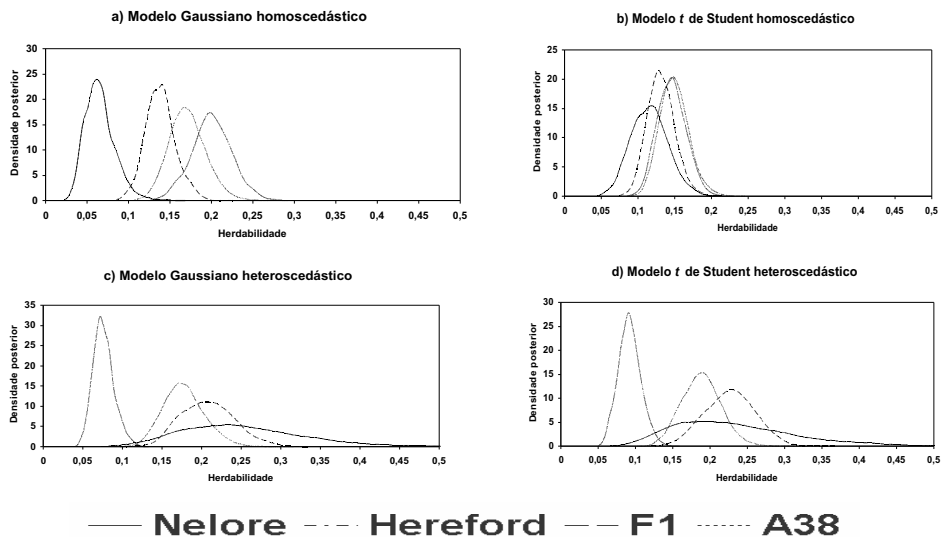 a) Modelo Gaussiano homoscedástico
Densidade posterior
30
25
20
15
10
5
0
0 0,05 0,1 0,15 0,2 0,25 0,3 0,35 0,4 0,45 0,5
Herdabilidade
b) Modelo t de Student homoscedástico
Densidade posterior
25
20
15
10
5
0
0 0,05 0,1 0,15 0,2 0,25 0,3 0,35 0,4 0,45 0,5
Herdabilidade
c) Modelo Gaussiano heteroscedástico
Densidade posterior
35
30
25
20
15
10
5
0
0 0,05 0,1 0,15 0,2 0,25 0,3 0,35 0,4 0,45 0,5
Herdabilidade
d) Modelo t de Student heteroscedástico
Densidade posterior
30
25
20
15
10
5
0
0 0,05 0,1 0,15 0,2 0,25 0,3 0,35 0,4 0,45 0,5
Herdabilidade
Nelore Hereford F1 A38